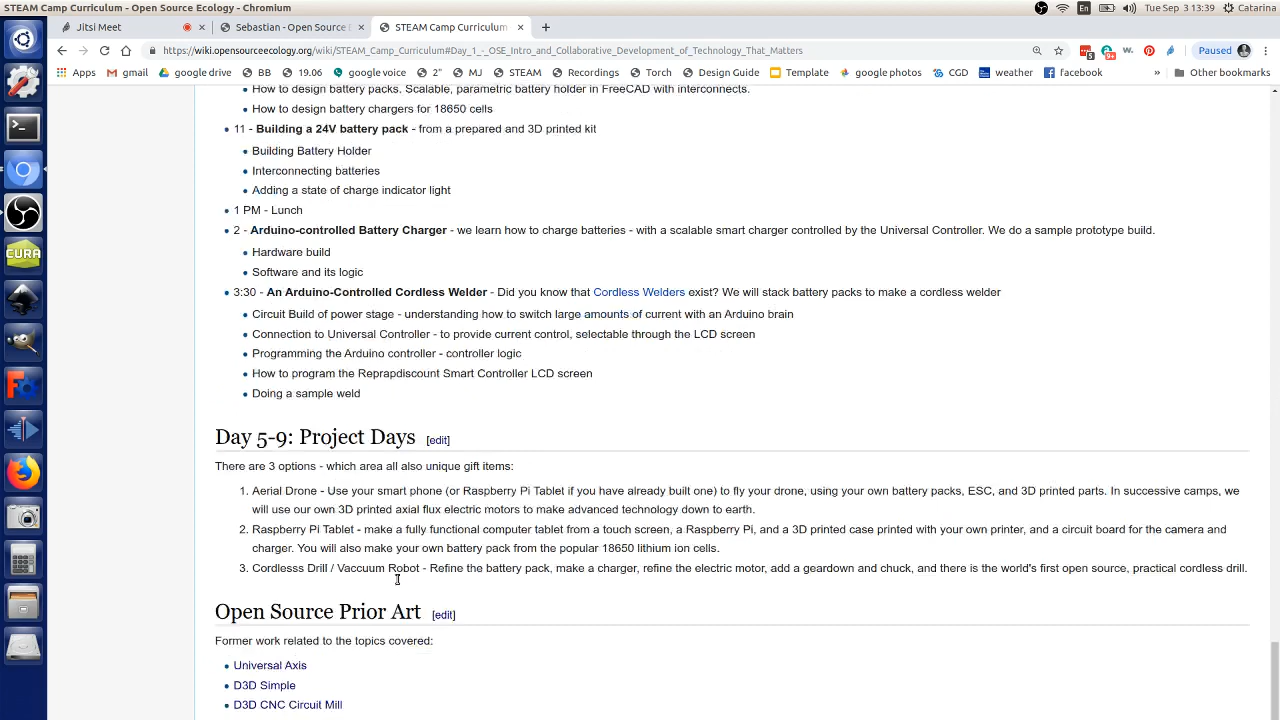 STEAM Camp Curriculum - Open Source Ecology - Chromium
En
Tue Sep 3 13:39
Catarina
Jitsi Meet
Sebastian - Open Source
STEAM Camp Curriculum
https://wiki.opensourceecology.org/wiki/STEAM_Camp_Curriculum#Day_1_-_OSE_Intro_and_Collaborative_Development_of_Technology_That_Matters
Paused
Apps
gmail
google drive
BB
19.06
google voice
2"
MJ
STEAM
Recordings
Torch
Design Guide
Template
google photos
CGD
weather
facebook
»
Other bookmarks
How to design battery packs. Scalable, parametric battery holder in FreeCAD with interconnects.
How to design battery chargers for 18650 cells
11 - Building a 24V battery pack - from a prepared and 3D printed kit
Building Battery Holder
Interconnecting batteries
Adding a state of charge indicator light
1 PM - Lunch
2 - Arduino-controlled Battery Charger - we learn how to charge batteries - with a scalable smart charger controlled by the Universal Controller. We do a sample prototype build.
Hardware build
Software and its logic
3:30 - An Arduino-Controlled Cordless Welder - Did you know that Cordless Welders exist? We will stack battery packs to make a cordless welder
Circuit Build of power stage - understanding how to switch large amounts of current with an Arduino brain
Connection to Universal Controller - to provide current control, selectable through the LCD screen
Programming the Arduino controller - controller logic
How to program the Reprapdiscount Smart Controller LCD screen
Doing a sample weld
Day 5-9: Project Days [edit]
There are 3 options - which area all also unique gift items:
1. Aerial Drone - Use your smart phone (or Raspberry Pi Tablet if you have already built one) to fly your drone, using your own battery packs, ESC, and 3D printed parts. In successive camps, we
will use our own 3D printed axial flux electric motors to make advanced technology down to earth.
2. Raspberry Pi Tablet - make a fully functional computer tablet from a touch screen, a Raspberry Pi, and a 3D printed case printed with your own printer, and a circuit board for the camera and
charger. You will also make your own battery pack from the popular 18650 lithium ion cells.
3. Cordlesss Drill / Vaccuum Robot - Refine the battery pack, make a charger, refine the electric motor, add a geardown and chuck, and there is the world's first open source, practical cordless drill.
Open Source Prior Art [edit]
Former work related to the topics covered:
Universal Axis
D3D Simple
D3D CNC Circuit Mill
CURA